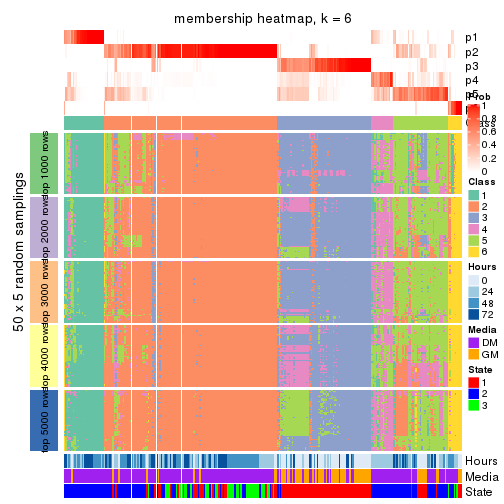 membership heatmap, k = 6
p1
p2
p3
p4
Prob
1
0.8
0.6
0.4
0.2
0
Class
1
2
3
4
5
6
Hours
0
24
48
72
Media
DM
GM
State
1
2
3
50 x 5 random samplings
top 1000 rows
top 2000 rows
top 3000 rows
top 4000 rows
top 5000 rows
Hours
Media
State